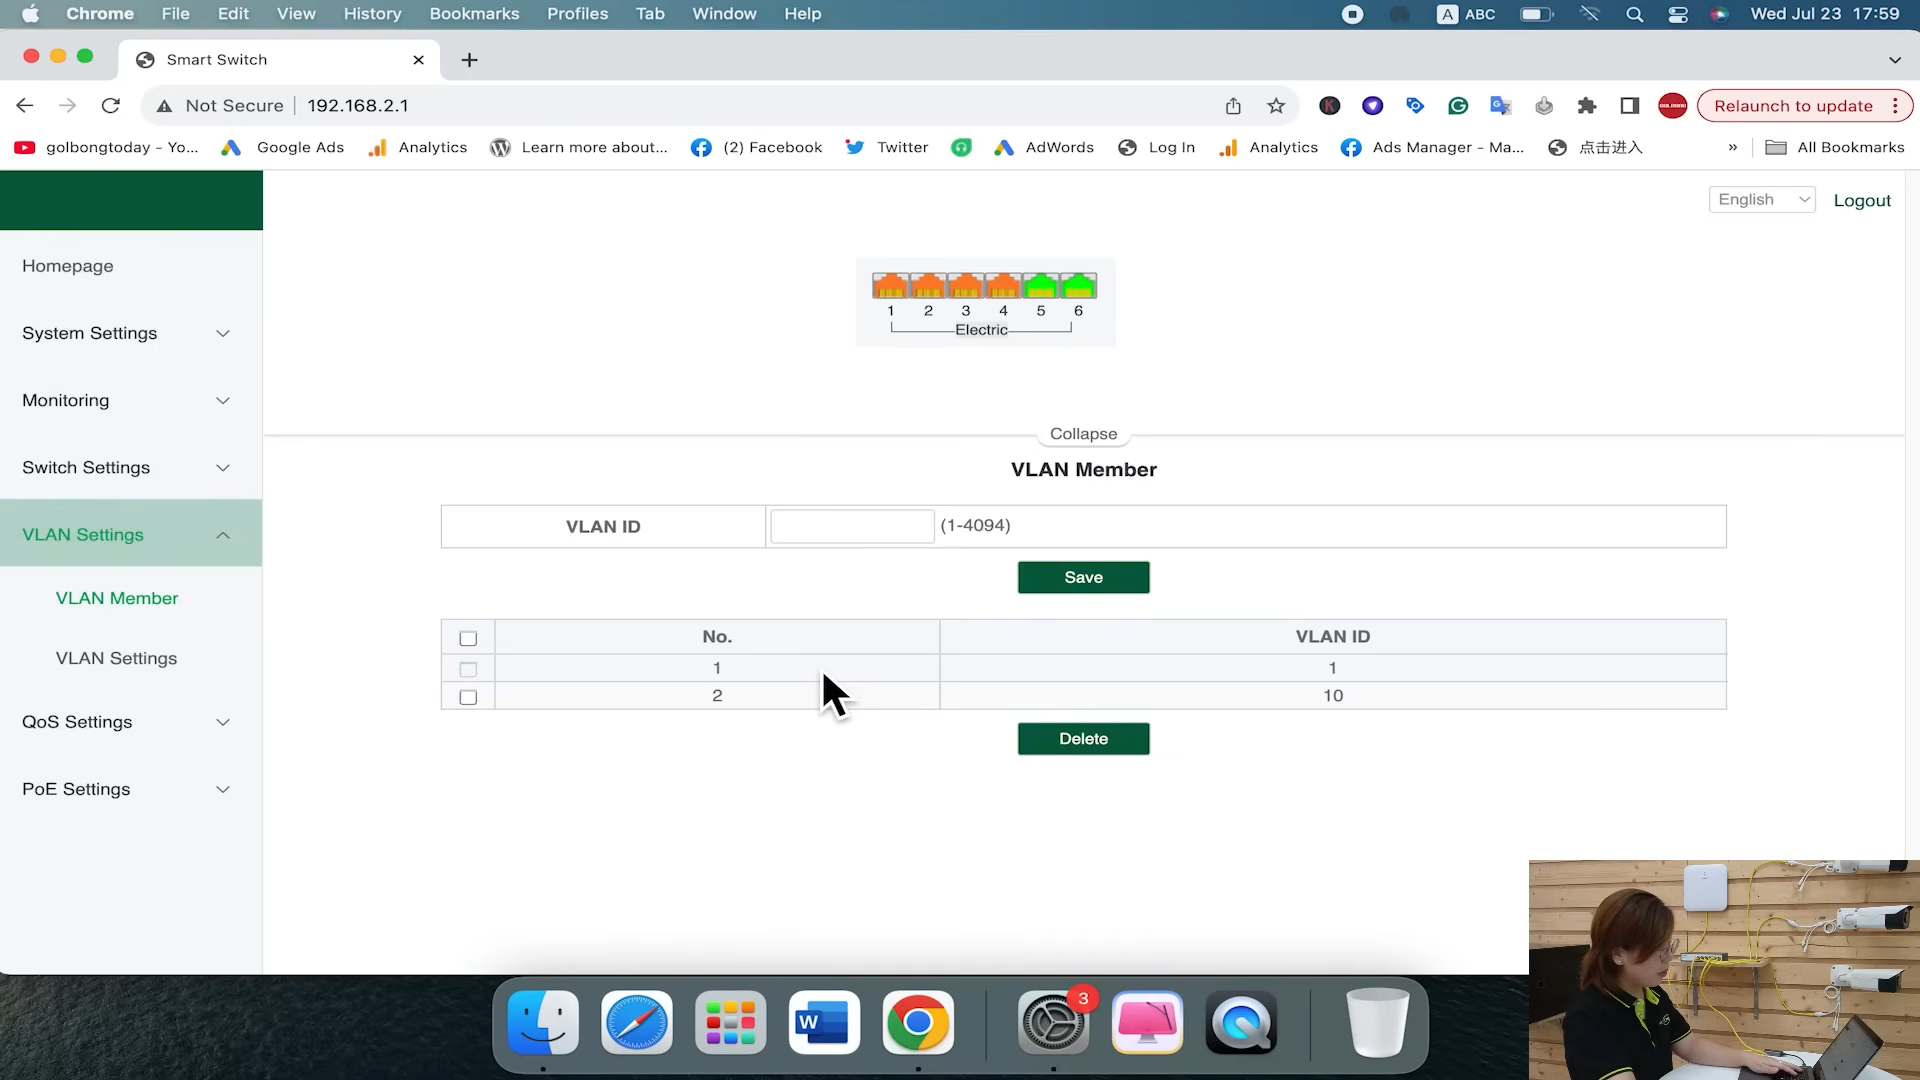 Chrome File Edit View History Bookmarks Profiles Tab Window Help A ABC Wed Jul 23 17:59
Smart Switch
Not Secure 192.168.2.1 Relaunch to update
golbongtoday - Yo... Google Ads Analytics Learn more about... (2) Facebook Twitter AdWords Log In Analytics Ads Manager - Ma... 点击进入 » All Bookmarks
English Logout
Homepage
System Settings
Monitoring
Switch Settings
VLAN Settings
VLAN Member
VLAN Settings
QoS Settings
PoE Settings
1 2 3 4 5 6
Electric
Collapse
VLAN Member
VLAN ID (1-4094)
Save
No. VLAN ID
1 1
2 10
Delete
W 3